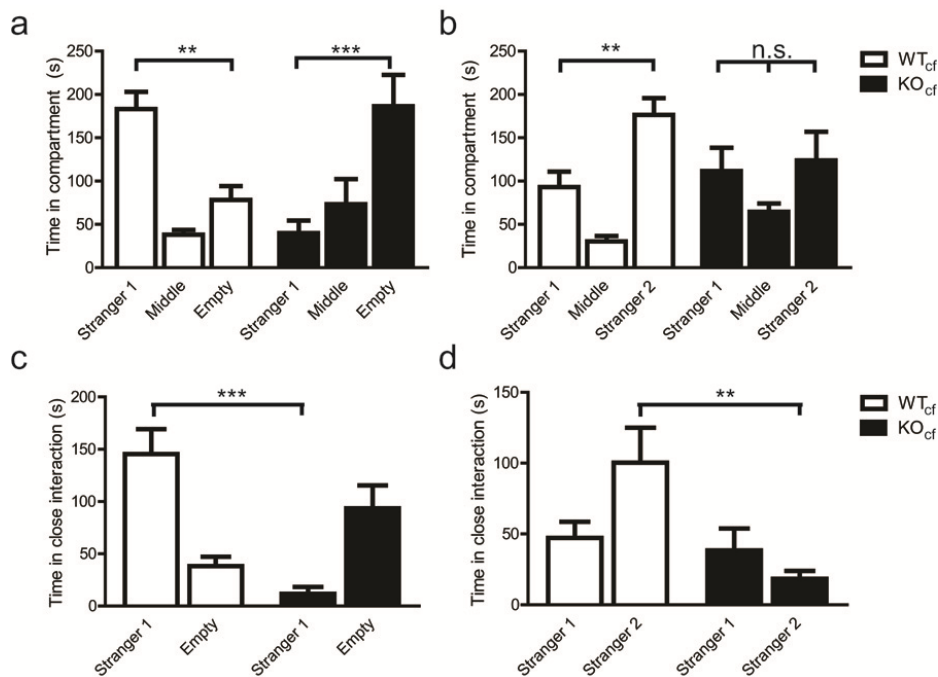 a
Time in compartment (s)
250
200
150
100
50
0
**
***
Stranger 1
Middle
Empty
Stranger 1
Middle
Empty
b
Time in compartment (s)
250
200
150
100
50
0
**
n.s.
Stranger 1
Middle
Stranger 2
Stranger 1
Middle
Stranger 2
WTcf
KOcf
c
Time in close interaction (s)
200
150
100
50
0
***
Stranger 1
Empty
Stranger 1
Empty
d
Time in close interaction (s)
150
100
50
0
**
Stranger 1
Stranger 2
Stranger 1
Stranger 2
WTcf
KOcf